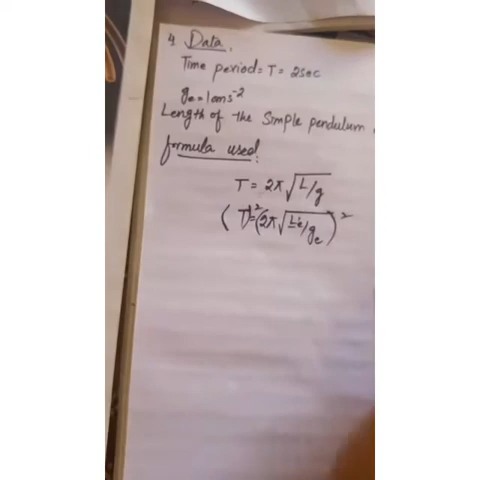 4 Data.
Time period = T = 2sec
ge = 10ms⁻²
Length of the Simple pendulum
formula used:
T = 2π √L/g
(T)² = (2π √Le/ge)²